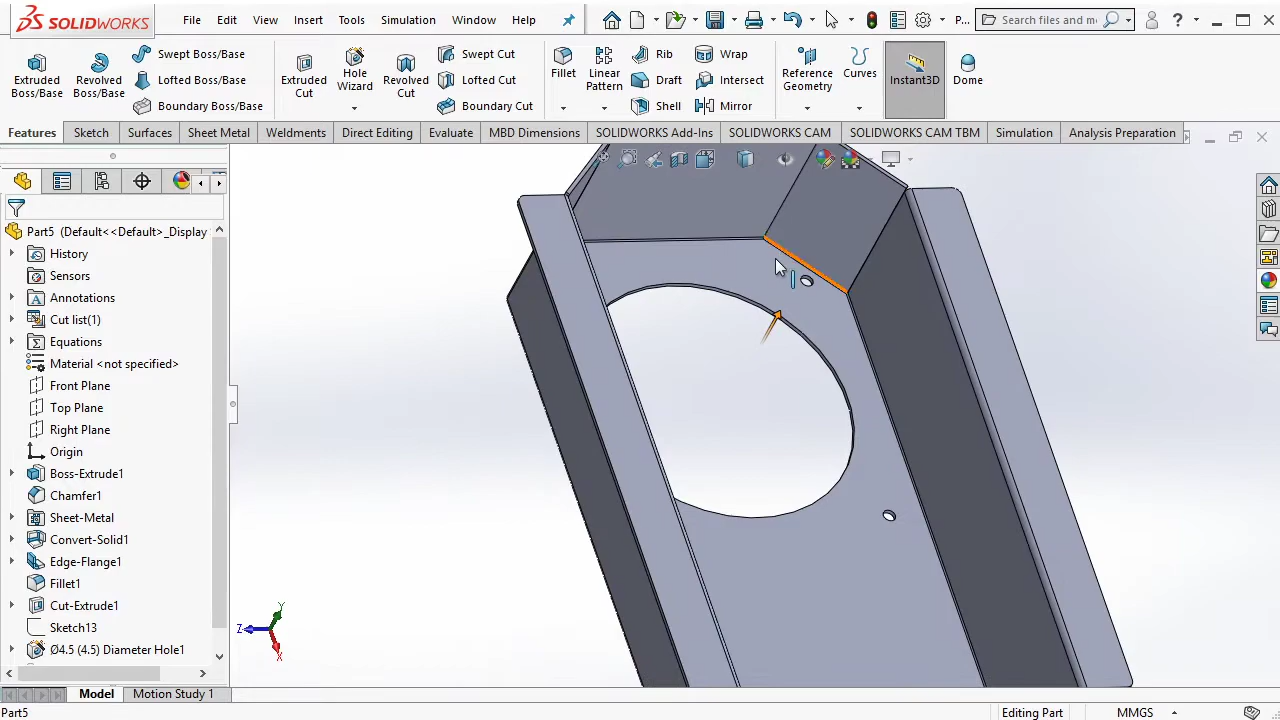 SOLIDWORKS
File Edit View Insert Tools Simulation Window Help
P...
Search files and m
?
Extruded Boss/Base
Revolved Boss/Base
Swept Boss/Base
Lofted Boss/Base
Boundary Boss/Base
Extruded Cut
Hole Wizard
Revolved Cut
Swept Cut
Lofted Cut
Boundary Cut
Fillet
Linear Pattern
Rib
Draft
Shell
Wrap
Intersect
Mirror
Reference Geometry
Curves
Instant3D
Dome
Features Sketch Surfaces Sheet Metal Weldments Direct Editing Evaluate MBD Dimensions SOLIDWORKS Add-Ins SOLIDWORKS CAM SOLIDWORKS CAM TBM Simulation Analysis Preparation
Part5 (Default<<Default>_Display
History
Sensors
Annotations
Cut list(1)
Equations
Material <not specified>
Front Plane
Top Plane
Right Plane
Origin
Boss-Extrude1
Chamfer1
Sheet-Metal
Convert-Solid1
Edge-Flange1
Fillet1
Cut-Extrude1
Sketch13
Ø4.5 (4.5) Diameter Hole1
Y
Z
X
Model Motion Study 1
Part5 Editing Part MMGS